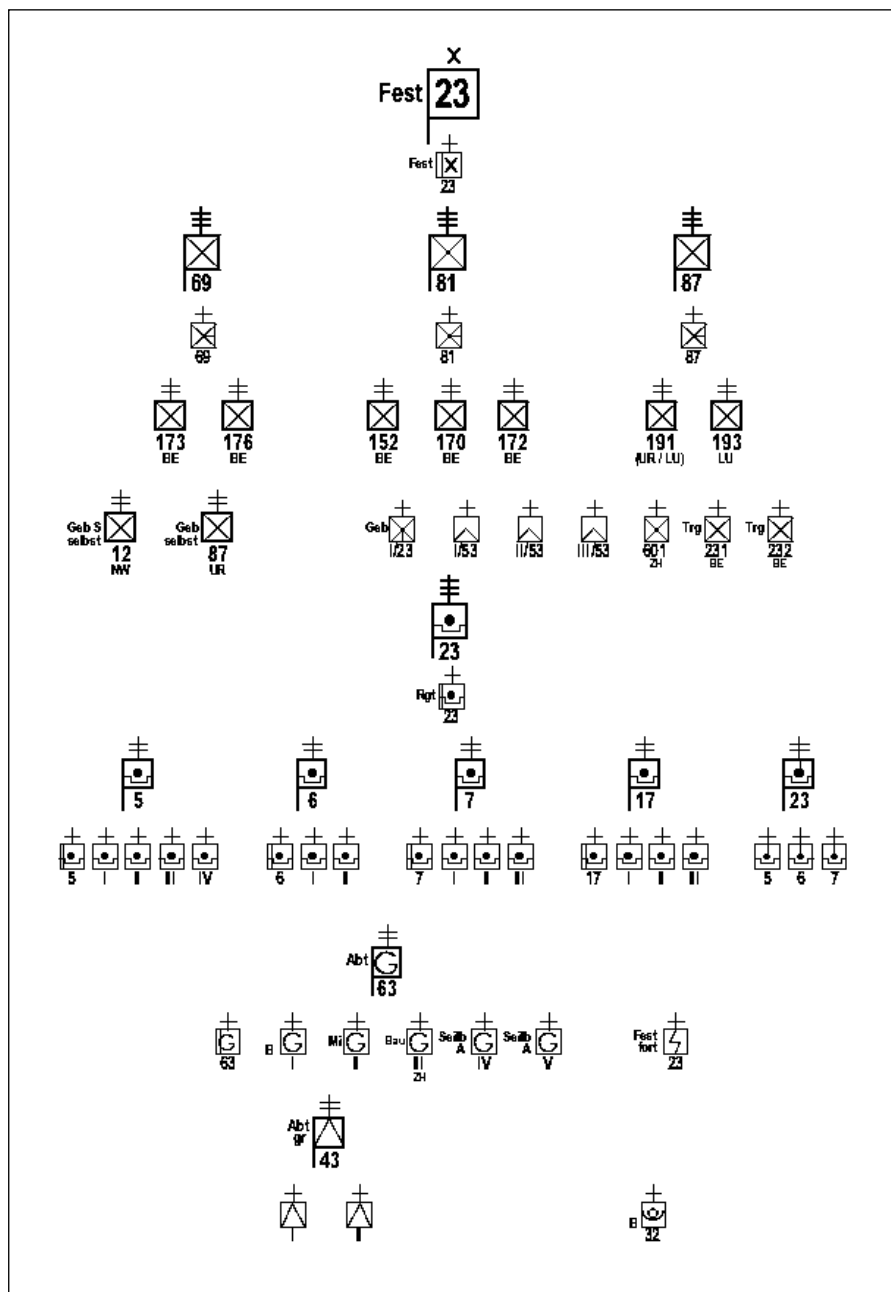 X
Fest 23
Fest
23
69 81 87
69 81 87
173 176 152 170 172 191 193
BE BE BE BE BE (UR / LU) LU
Geb S selbst
Geb selbst
Geb
Trg
Trg
12 87 I/23 I/53 II/53 III/53 601 231 232
NW UR ZH BE BE
23
Rgt
23
5 6 7 17 23
5 I II III IV 6 I II 7 I II III 17 I II III 5 6 7
Abt G
63
G B G Mi G Bau G Seilb A G Seilb A G Fest fort
63 I II III IV V 23
ZH
Abt gr
43
I II B
32